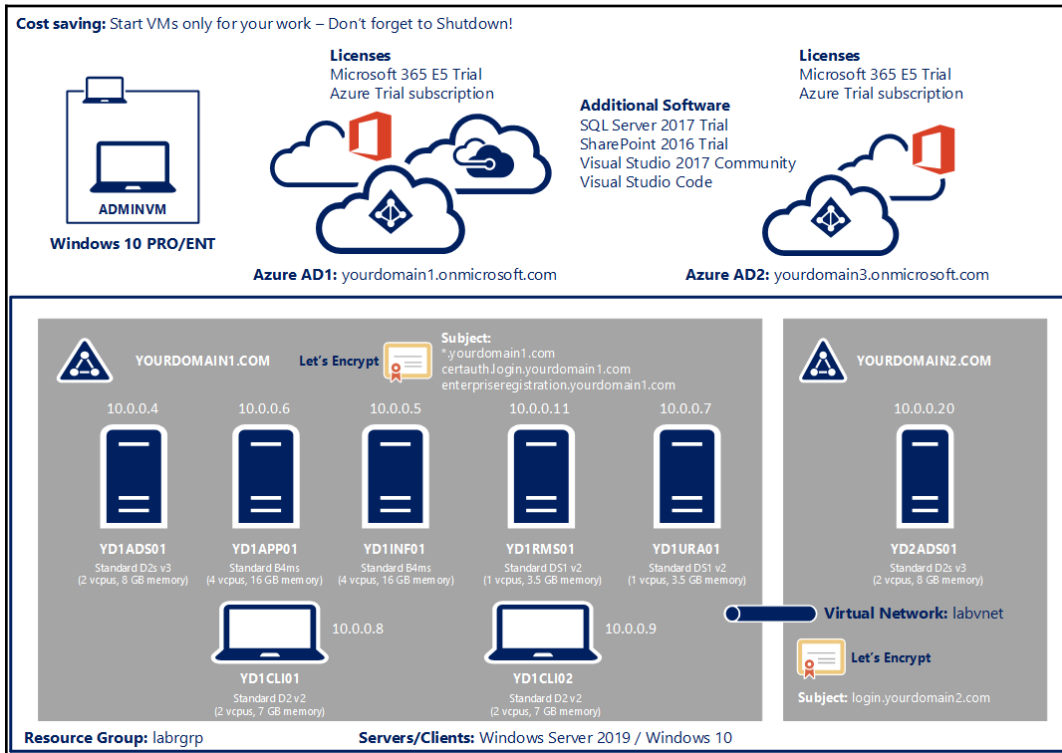 Cost saving: Start VMs only for your work – Don't forget to Shutdown!
Licenses
Microsoft 365 E5 Trial
Azure Trial subscription
Licenses
Microsoft 365 E5 Trial
Azure Trial subscription
Additional Software
SQL Server 2017 Trial
SharePoint 2016 Trial
Visual Studio 2017 Community
Visual Studio Code
ADMINVM
Windows 10 PRO/ENT
Azure AD1: yourdomain1.onmicrosoft.com
Azure AD2: yourdomain3.onmicrosoft.com
YOURDOMAIN1.COM
Let's Encrypt
Subject:
*.yourdomain1.com
certauth.login.yourdomain1.com
enterpriseregistration.yourdomain1.com
YOURDOMAIN2.COM
10.0.0.4
10.0.0.6
10.0.0.5
10.0.0.11
10.0.0.7
10.0.0.20
YD1ADS01
Standard D2s v3
(2 vcpus, 8 GB memory)
YD1APP01
Standard B4ms
(4 vcpus, 16 GB memory)
YD1INF01
Standard B4ms
(4 vcpus, 16 GB memory)
YD1RMS01
Standard DS1 v2
(1 vcpus, 3.5 GB memory)
YD1URA01
Standard DS1 v2
(1 vcpus, 3.5 GB memory)
YD2ADS01
Standard D2s v3
(2 vcpus, 8 GB memory)
10.0.0.8
YD1CLI01
Standard D2 v2
(2 vcpus, 7 GB memory)
10.0.0.9
YD1CLI02
Standard D2 v2
(2 vcpus, 7 GB memory)
Virtual Network: labvnet
Let's Encrypt
Subject: login.yourdomain2.com
Resource Group: labrgrp
Servers/Clients: Windows Server 2019 / Windows 10